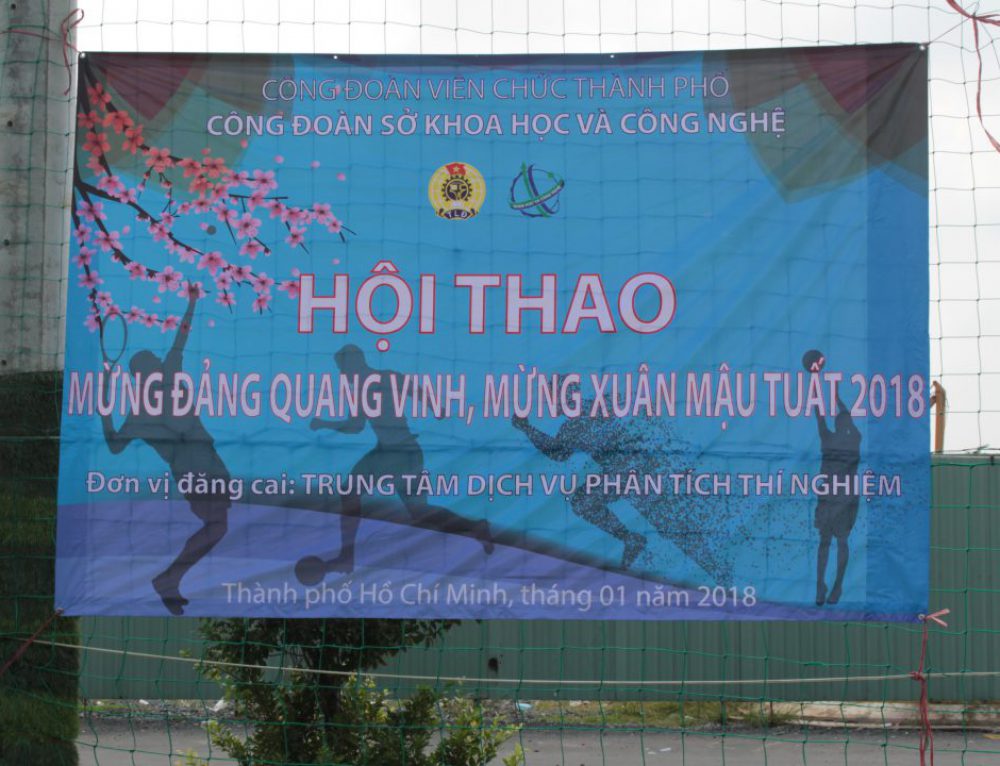 CÔNG ĐOÀN VIÊN CHỨC THÀNH PHỐ
CÔNG ĐOÀN SỞ KHOA HỌC VÀ CÔNG NGHỆ
TLĐ
HỘI THAO
MỪNG ĐẢNG QUANG VINH, MỪNG XUÂN MẬU TUẤT 2018
Đơn vị đăng cai: TRUNG TÂM DỊCH VỤ PHÂN TÍCH THÍ NGHIỆM
Thành phố Hồ Chí Minh, tháng 01 năm 2018